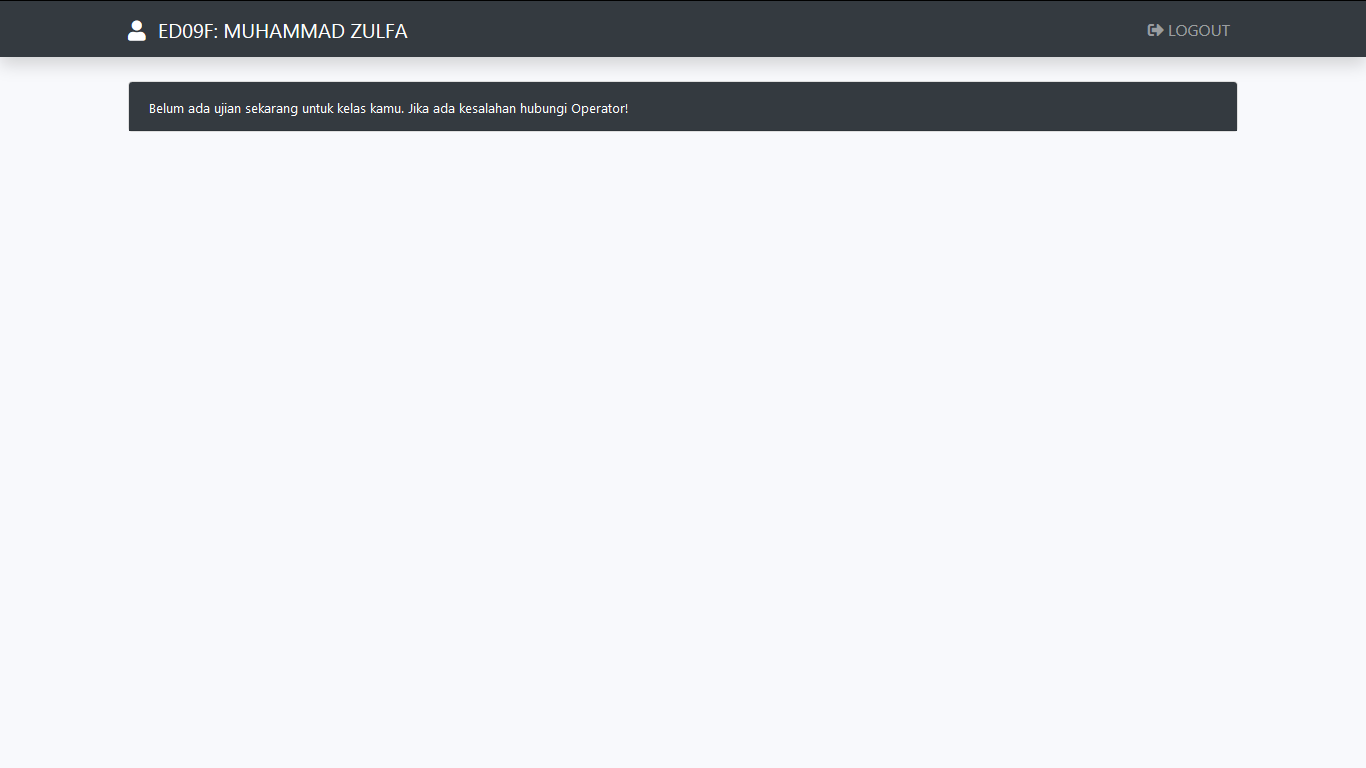 ED09F: MUHAMMAD ZULFA
LOGOUT
Belum ada ujian sekarang untuk kelas kamu. Jika ada kesalahan hubungi Operator!